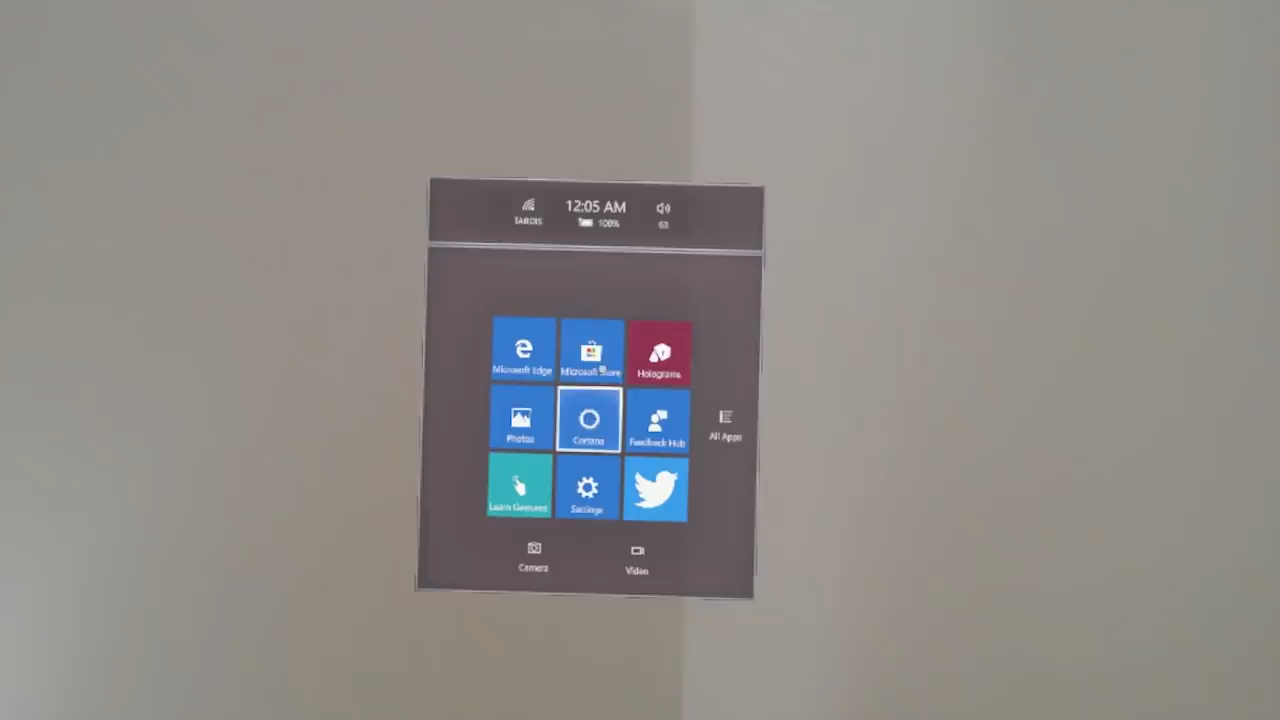 12:05 AM
TARDIS
100%
63
Microsoft Edge
Microsoft Store
Holograms
Photos
Cortana
Feedback Hub
All Apps
Learn Gestures
Settings
Camera
Video